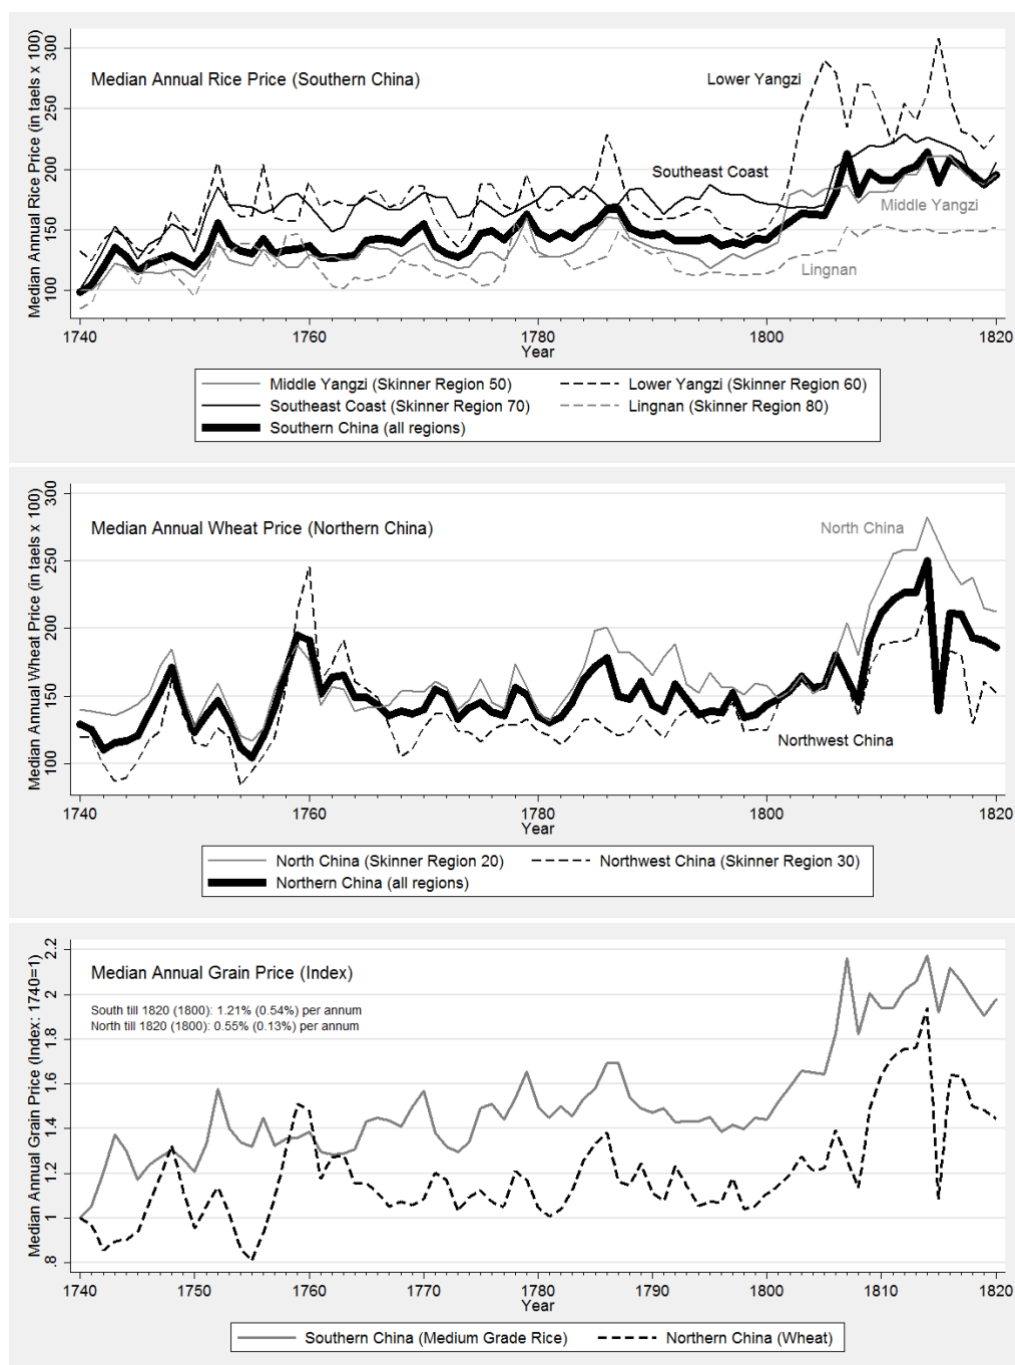 Median Annual Rice Price (in taels x 100)
300
250
200
150
100
Median Annual Rice Price (Southern China)
Lower Yangzi
Southeast Coast
Middle Yangzi
Lingnan
1740 1760 1780 1800 1820
Year
Middle Yangzi (Skinner Region 50) Lower Yangzi (Skinner Region 60)
Southeast Coast (Skinner Region 70) Lingnan (Skinner Region 80)
Southern China (all regions)
Median Annual Wheat Price (in taels x 100)
300
250
200
150
100
Median Annual Wheat Price (Northern China)
North China
Northwest China
1740 1760 1780 1800 1820
Year
North China (Skinner Region 20) Northwest China (Skinner Region 30)
Northern China (all regions)
Median Annual Grain Price (Index: 1740=1)
2.2
2
1.8
1.6
1.4
1.2
1
.8
Median Annual Grain Price (Index)
South till 1820 (1800): 1.21% (0.54%) per annum
North till 1820 (1800): 0.55% (0.13%) per annum
1740 1750 1760 1770 1780 1790 1800 1810 1820
Year
Southern China (Medium Grade Rice) Northern China (Wheat)